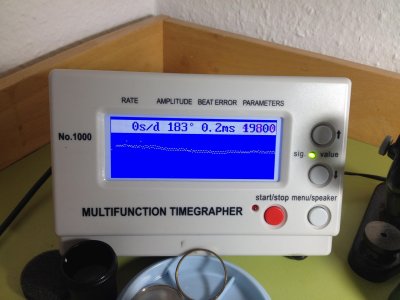 RATE AMPLITUDE BEAT ERROR PARAMETERS
0s/d 183° 0.2ms 19800
No.1000
sig. value
start/stop menu/speaker
MULTIFUNCTION TIMEGRAPHER